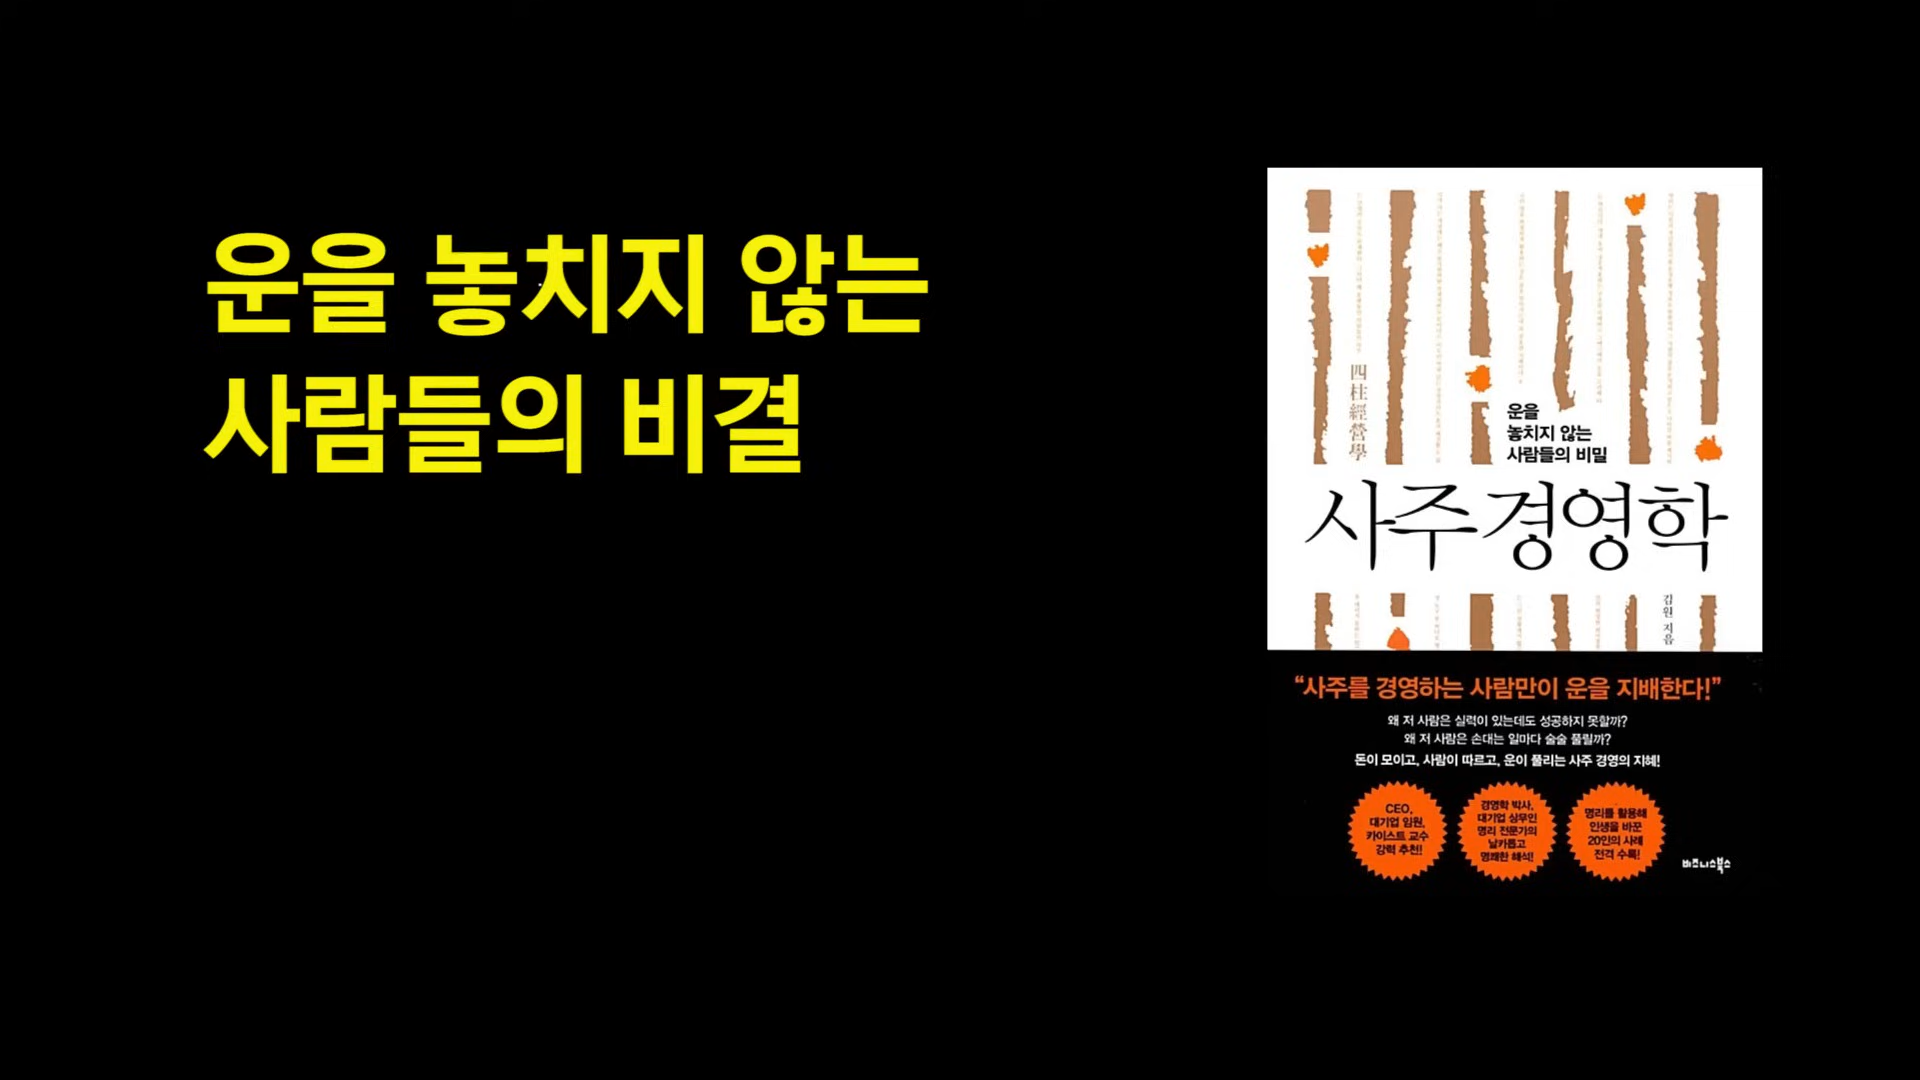 운을 놓치지 않는
사람들의 비결
四柱經營學
운을
놓치지 않는
사람들의 비밀
사주경영학
김원 지음
“사주를 경영하는 사람만이 운을 지배한다!”
왜 저 사람은 실력이 있는데도 성공하지 못할까?
왜 저 사람은 손대는 일마다 술술 풀릴까?
돈이 모이고, 사람이 따르고, 운이 풀리는 사주 경영의 지혜!
CEO,
대기업 임원,
카이스트 교수
강력 추천!
경영학 박사,
대기업 상무인
명리 전문가의
날카롭고
명쾌한 해석!
명리를 활용해
인생을 바꾼
20인의 사례
전격 수록!
비즈니스북스